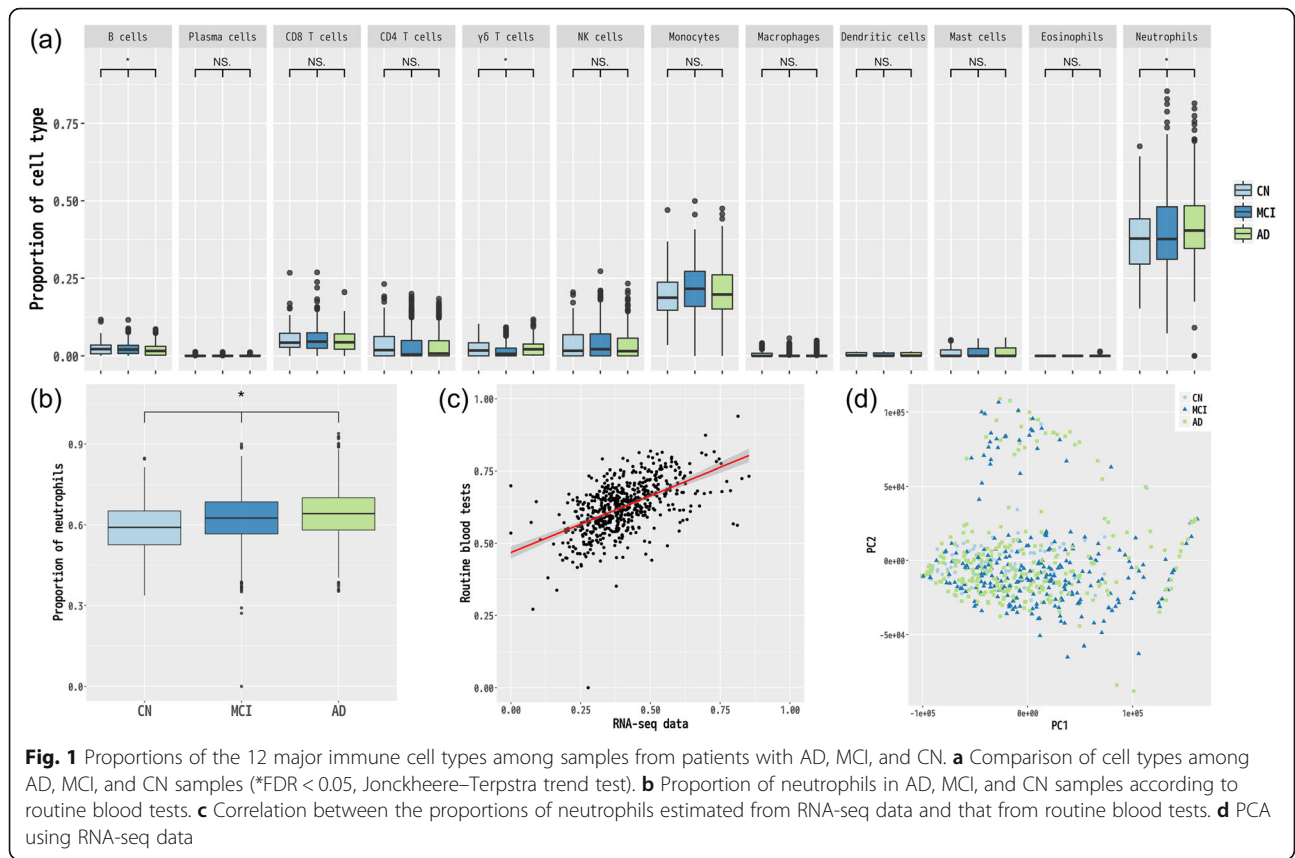 (a)
B cells Plasma cells CD8 T cells CD4 T cells γδ T cells NK cells Monocytes Macrophages Dendritic cells Mast cells Eosinophils Neutrophils
* NS. NS. NS. * NS. NS. NS. NS. NS. NS. *
Proportion of cell type
0.75
0.50
0.25
0.00
CN
MCI
AD
(b)
*
Proportion of neutrophils
0.9
0.6
0.3
0.0
CN MCI AD
(c)
Routine blood tests
1.00
0.75
0.50
0.25
0.00
0.00 0.25 0.50 0.75 1.00
RNA-seq data
(d)
CN
MCI
AD
PC2
1e+05
5e+04
0e+00
-5e+04
-1e+05 0e+00 1e+05
PC1
Fig. 1 Proportions of the 12 major immune cell types among samples from patients with AD, MCI, and CN. a Comparison of cell types among
AD, MCI, and CN samples (*FDR < 0.05, Jonckheere–Terpstra trend test). b Proportion of neutrophils in AD, MCI, and CN samples according to
routine blood tests. c Correlation between the proportions of neutrophils estimated from RNA-seq data and that from routine blood tests. d PCA
using RNA-seq data